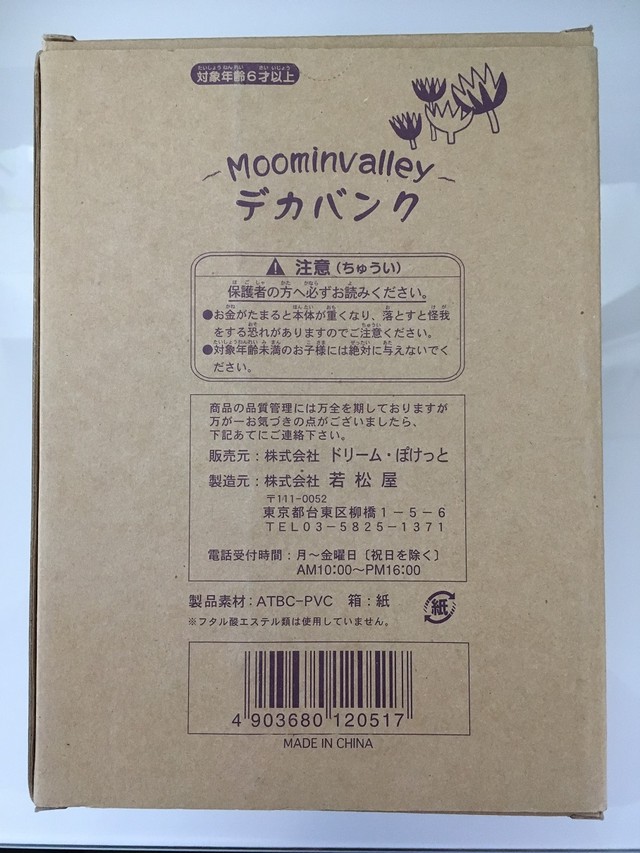 対象年齢6才以上
Moominvalley
デカバンク
注意(ちゅうい)
保護者の方へ必ずお読みください。
●お金がたまると本体が重くなり、落とすと怪我
をする恐れがありますのでご注意ください。
●対象年齢未満のお子様には絶対に与えないでく
ださい。
商品の品質管理には万全を期しておりますが
万が一お気づきの点がございましたら、
下記あてにご連絡下さい。
販売元:株式会社 ドリーム・ぽけっと
製造元:株式会社 若松屋
〒111-0052
東京都台東区柳橋1-5-6
TEL03-5825-1371
電話受付時間:月〜金曜日〔祝日を除く〕
AM10:00〜PM16:00
製品素材:ATBC-PVC 箱:紙
紙
※フタル酸エステル類は使用していません。
4 903680 120517
MADE IN CHINA